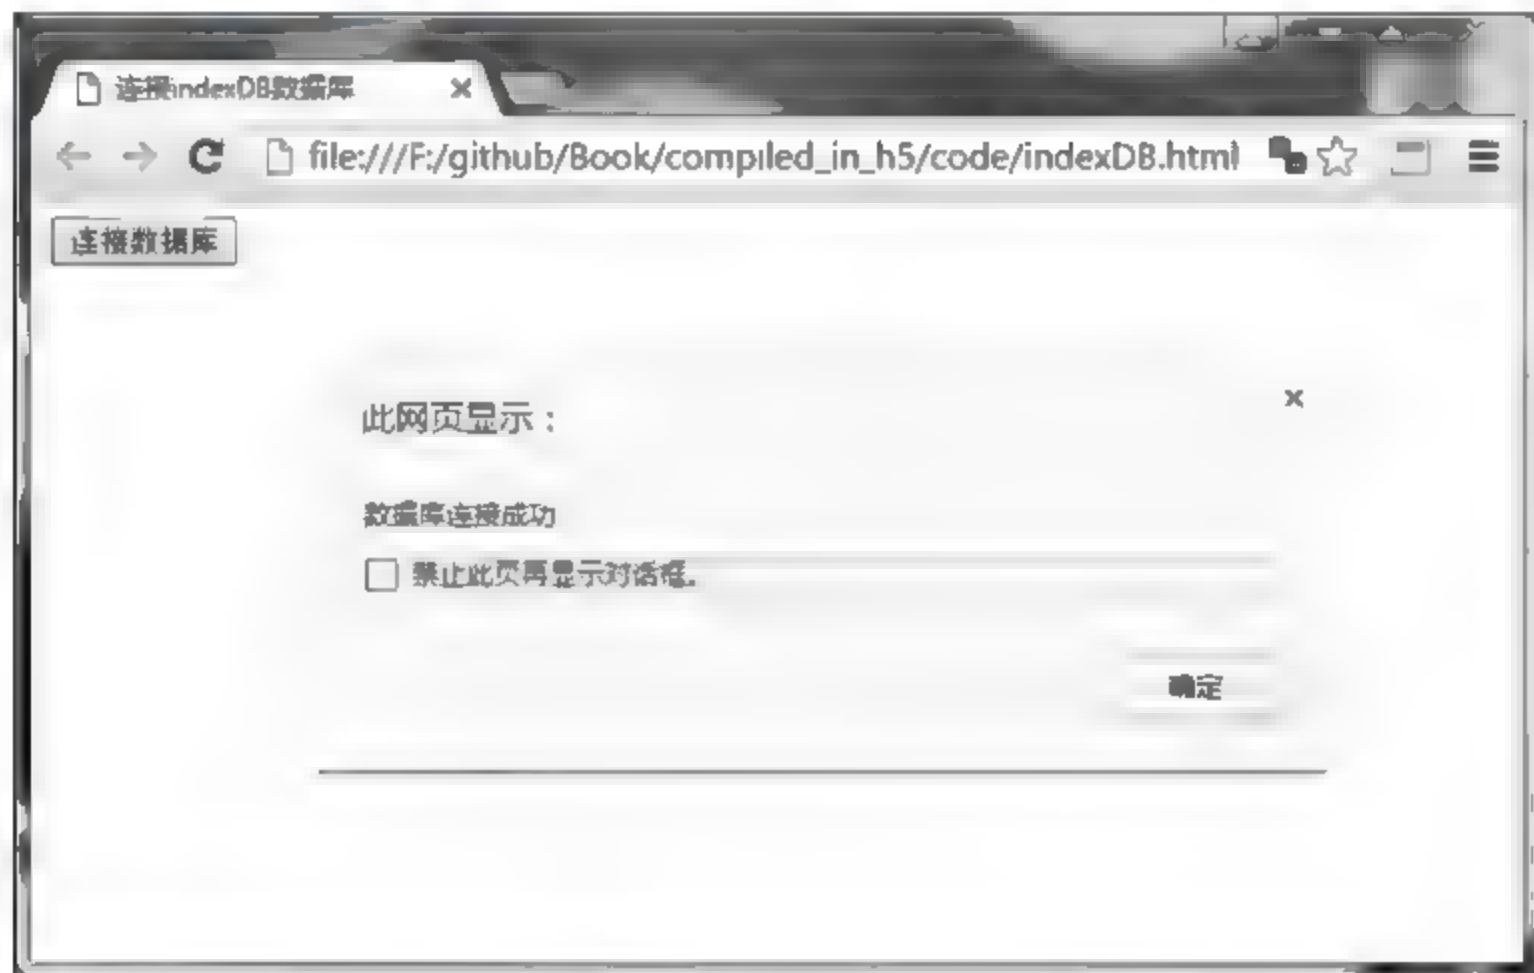 连接indexDB数据库
file:///F:/github/Book/compiled_in_h5/code/indexDB.html
连接数据库
此网页显示：
数据库连接成功
禁止此页再显示对话框。
确定